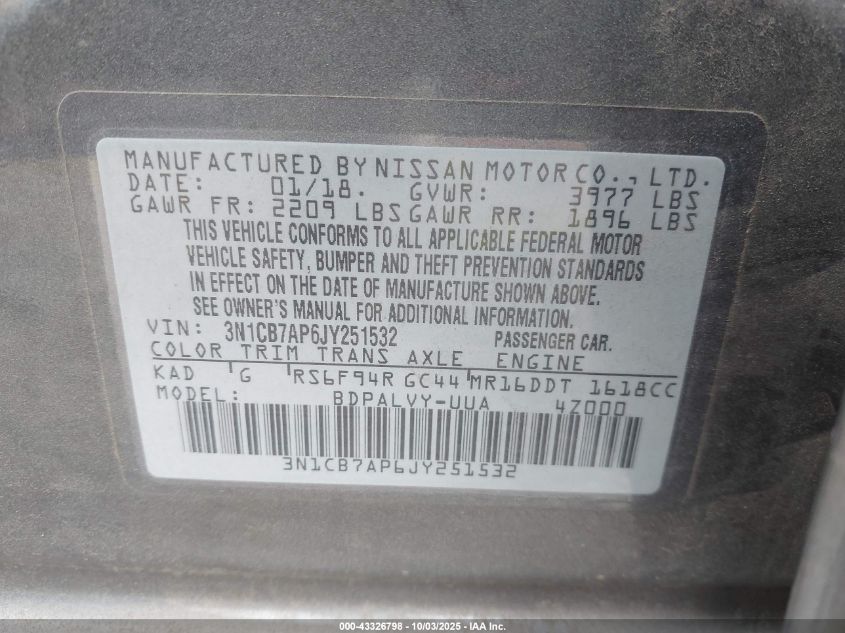 MANUFACTURED BY NISSAN MOTOR CO., LTD.
DATE: 01/18. GVWR: 3977 LBS
GAWR FR: 2209 LBS GAWR RR: 1896 LBS
THIS VEHICLE CONFORMS TO ALL APPLICABLE FEDERAL MOTOR
VEHICLE SAFETY, BUMPER AND THEFT PREVENTION STANDARDS
IN EFFECT ON THE DATE OF MANUFACTURE SHOWN ABOVE.
SEE OWNER'S MANUAL FOR ADDITIONAL INFORMATION.
VIN: 3N1CB7AP6JY251532 PASSENGER CAR.
COLOR TRIM TRANS AXLE ENGINE
KAD G RS6F94R GC44 MR16DDT 1618CC
MODEL: BDPALVY-UUA 4Z000
3N1CB7AP6JY251532
000-43326798 - 10/03/2025 - IAA Inc.